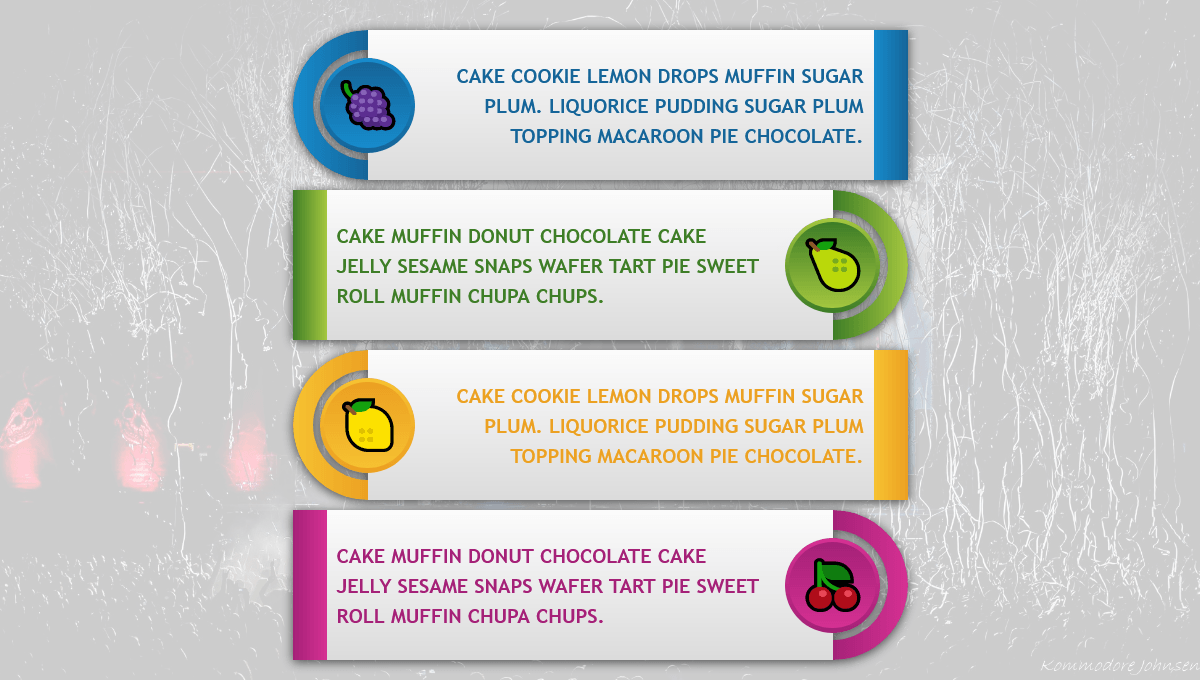 CAKE COOKIE LEMON DROPS MUFFIN SUGAR
PLUM. LIQUORICE PUDDING SUGAR PLUM
TOPPING MACAROON PIE CHOCOLATE.
CAKE MUFFIN DONUT CHOCOLATE CAKE
JELLY SESAME SNAPS WAFER TART PIE SWEET
ROLL MUFFIN CHUPA CHUPS.
CAKE COOKIE LEMON DROPS MUFFIN SUGAR
PLUM. LIQUORICE PUDDING SUGAR PLUM
TOPPING MACAROON PIE CHOCOLATE.
CAKE MUFFIN DONUT CHOCOLATE CAKE
JELLY SESAME SNAPS WAFER TART PIE SWEET
ROLL MUFFIN CHUPA CHUPS.
Kommodore Johnsen